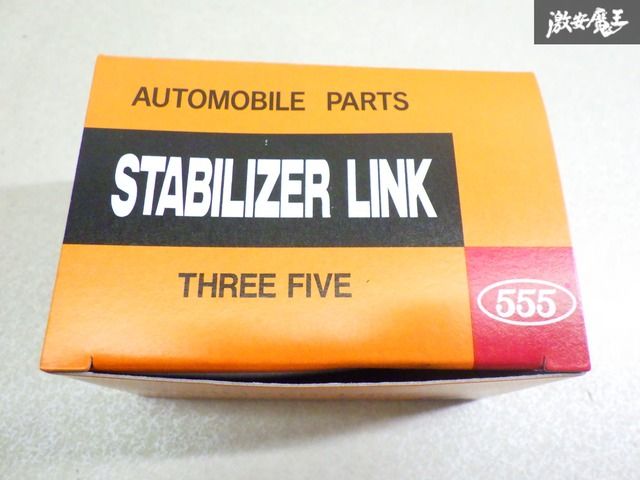 激安魔王
AUTOMOBILE PARTS
STABILIZER LINK
THREE FIVE
555